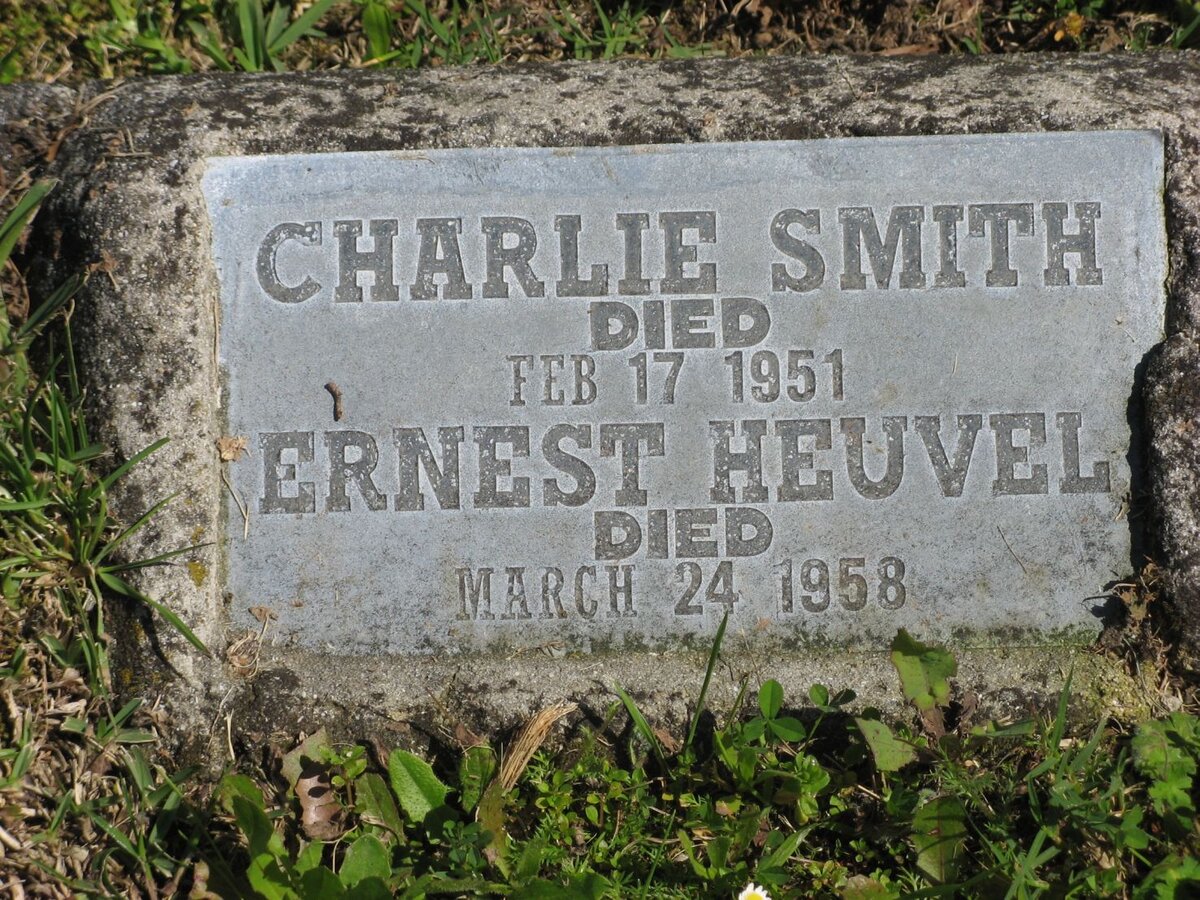 CHARLIE SMITH
DIED
FEB 17 1951
ERNEST HEUVEL
DIED
MARCH 24 1958